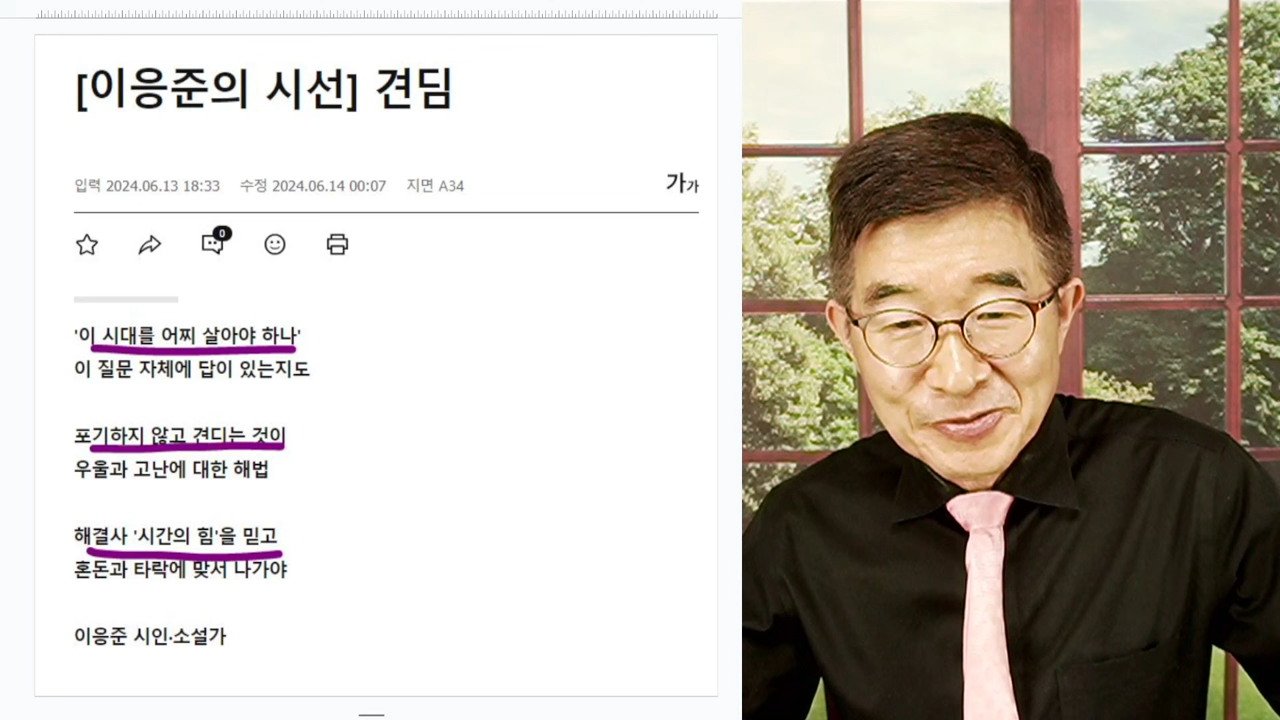 [이응준의 시선] 견딤
입력 2024.06.13 18:33 수정 2024.06.14 00:07 지면 A34
가가
0
'이 시대를 어찌 살아야 하나'
이 질문 자체에 답이 있는지도
포기하지 않고 견디는 것이
우울과 고난에 대한 해법
해결사 '시간의 힘'을 믿고
혼돈과 타락에 맞서 나가야
이응준 시인·소설가